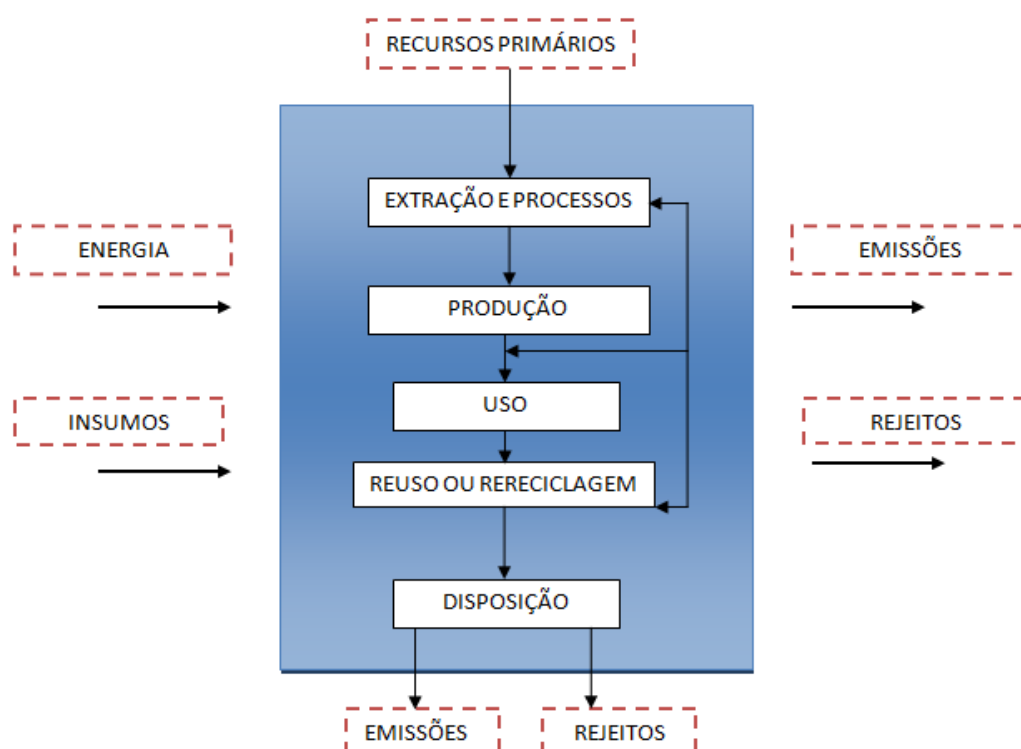 RECURSOS PRIMÁRIOS
EXTRAÇÃO E PROCESSOS
ENERGIA
EMISSÕES
PRODUÇÃO
USO
INSUMOS
REJEITOS
REUSO OU RERECICLAGEM
DISPOSIÇÃO
EMISSÕES
REJEITOS